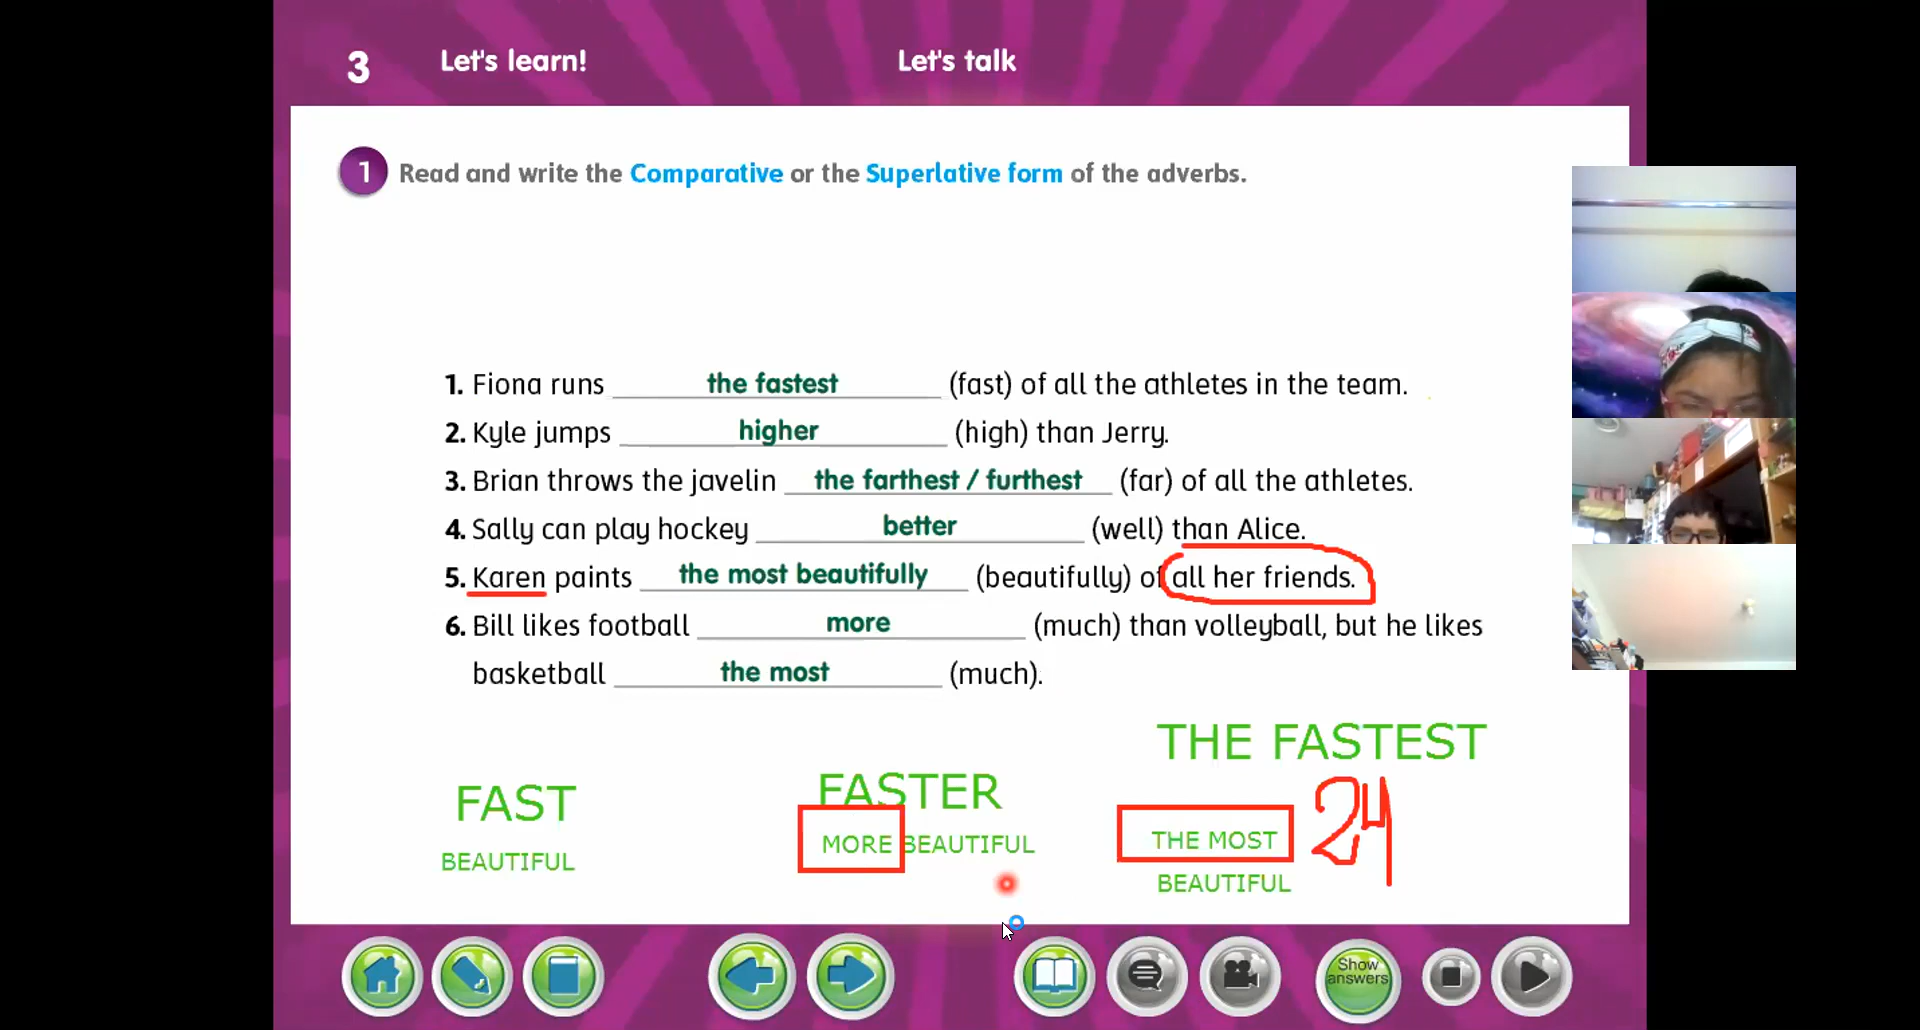 3 Let's learn! Let's talk
1 Read and write the Comparative or the Superlative form of the adverbs.
1. Fiona runs the fastest (fast) of all the athletes in the team.
2. Kyle jumps higher (high) than Jerry.
3. Brian throws the javelin the farthest / furthest (far) of all the athletes.
4. Sally can play hockey better (well) than Alice.
5. Karen paints the most beautifully (beautifully) of all her friends.
6. Bill likes football more (much) than volleyball, but he likes
basketball the most (much).
THE FASTEST
FAST FASTER
24
BEAUTIFUL MORE BEAUTIFUL THE MOST
BEAUTIFUL
Show
answers